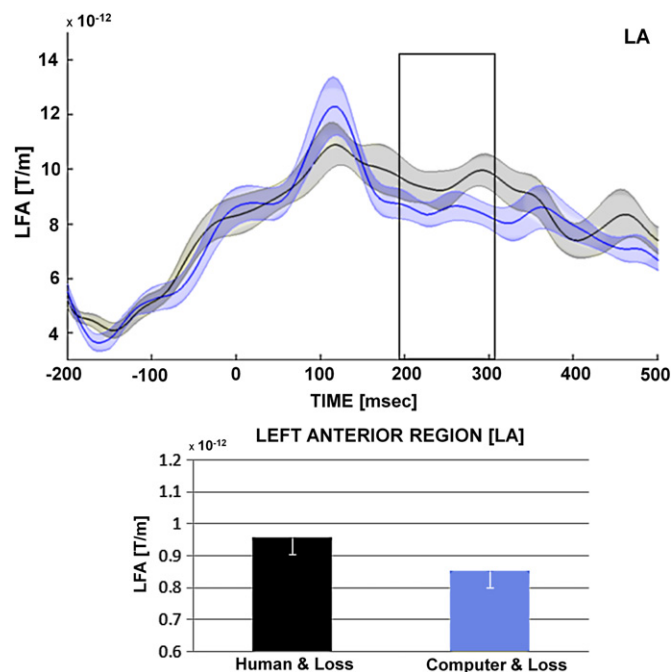 x 10⁻¹²
LA
14
12
10
8
6
4
LFA [T/m]
-200 -100 0 100 200 300 400 500
TIME [msec]
LEFT ANTERIOR REGION [LA]
x 10⁻¹²
1.2
1.1
1
0.9
0.8
0.7
0.6
LFA [T/m]
Human & Loss Computer & Loss